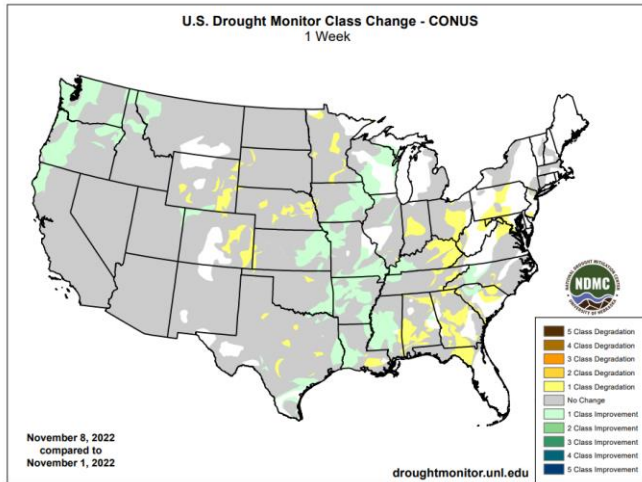 U.S. Drought Monitor Class Change - CONUS
1 Week
NDMC
5 Class Degradation
4 Class Degradation
3 Class Degradation
2 Class Degradation
1 Class Degradation
No Change
1 Class Improvement
2 Class Improvement
3 Class Improvement
4 Class Improvement
5 Class Improvement
November 8, 2022
compared to
November 1, 2022
droughtmonitor.unl.edu